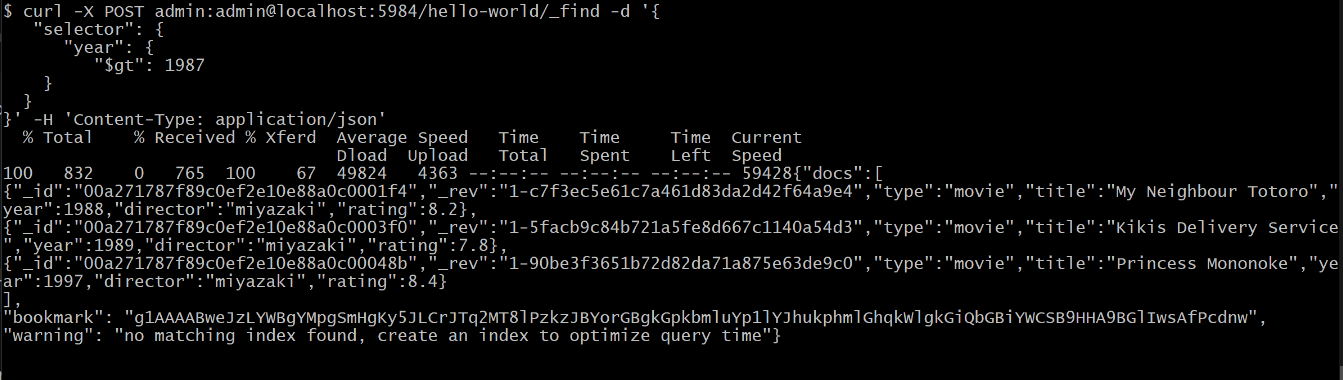 $ curl -X POST admin:admin@localhost:5984/hello-world/_find -d '{
   "selector": {
      "year": {
         "$gt": 1987
    }
  }
}' -H 'Content-Type: application/json'
  % Total    % Received % Xferd  Average Speed   Time    Time     Time  Current
                                 Dload  Upload   Total   Spent    Left  Speed
100   832    0   765  100    67  49824   4363 --:--:-- --:--:-- --:--:-- 59428{"docs":[
{"_id":"00a271787f89c0ef2e10e88a0c0001f4","_rev":"1-c7f3ec5e61c7a461d83da2d42f64a9e4","type":"movie","title":"My Neighbour Totoro","
year":1988,"director":"miyazaki","rating":8.2},
{"_id":"00a271787f89c0ef2e10e88a0c0003f0","_rev":"1-5facb9c84b721a5fe8d667c1140a54d3","type":"movie","title":"Kikis Delivery Service
","year":1989,"director":"miyazaki","rating":7.8},
{"_id":"00a271787f89c0ef2e10e88a0c00048b","_rev":"1-90be3f3651b72d82da71a875e63de9c0","type":"movie","title":"Princess Mononoke","ye
ar":1997,"director":"miyazaki","rating":8.4}
],
"bookmark": "g1AAAABweJzLYWBgYMpgSmHgKy5JLCrJTq2MT8lPzkzJBYorGBgkGpkbmluYp1lYJhukphmlGhqkWlgkGiQbGBiYWCSB9HHA9BGlIwsAfPcdnw",
"warning": "no matching index found, create an index to optimize query time"}